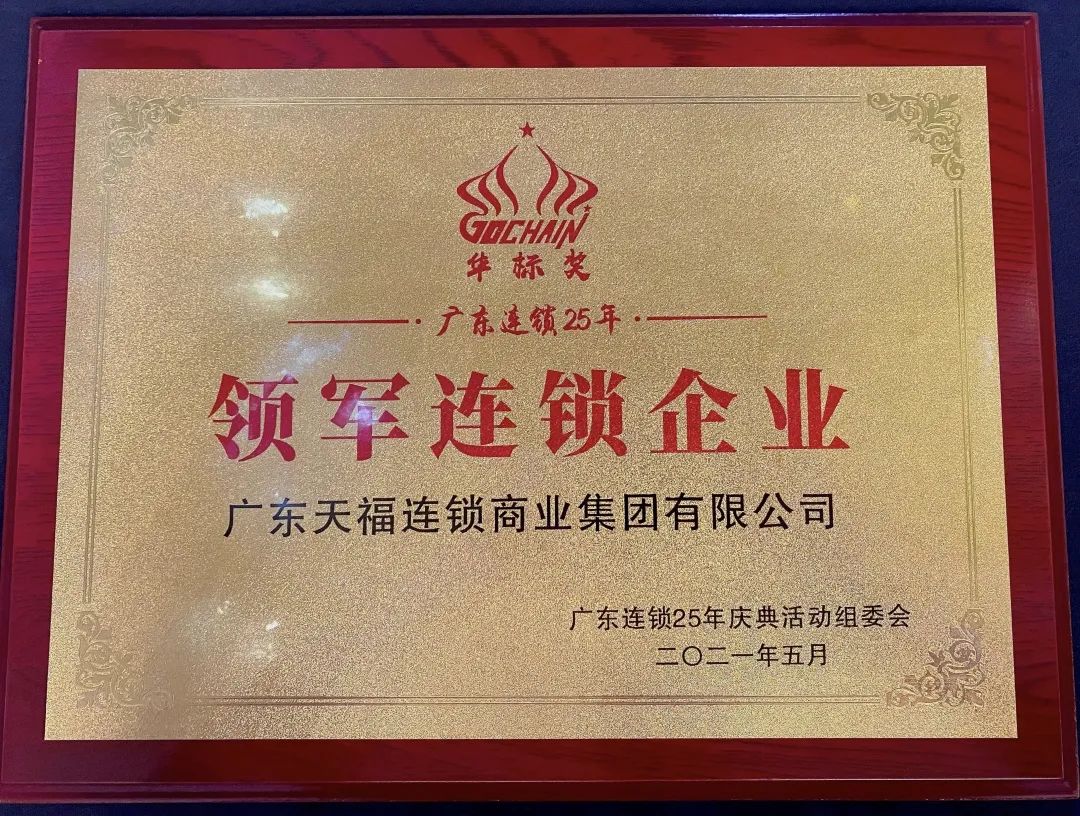 GOCHAIN
华标奖
·广东连锁25年·
领军连锁企业
广东天福连锁商业集团有限公司
广东连锁25年庆典活动组委会
二〇二一年五月